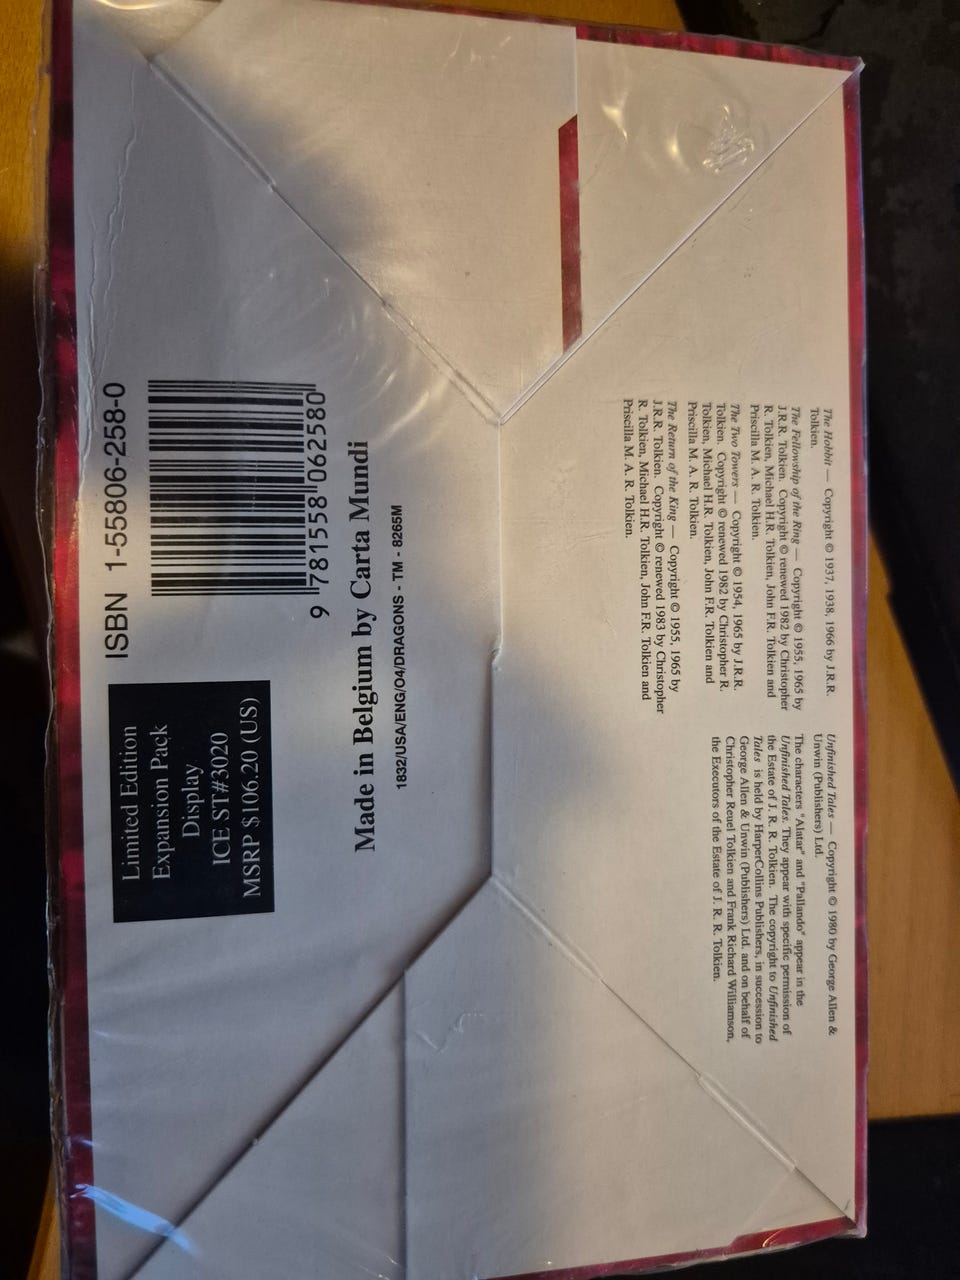 The Hobbit — Copyright © 1937, 1938, 1966 by J.R.R.
Tolkien.
The Fellowship of the Ring — Copyright © 1955, 1965 by
J.R.R. Tolkien. Copyright © renewed 1982 by Christopher
R. Tolkien, Michael H.R. Tolkien, John F.R. Tolkien and
Priscilla M. A. R. Tolkien.
The Two Towers — Copyright © 1954, 1965 by J.R.R.
Tolkien. Copyright © renewed 1982 by Christopher R.
Tolkien, Michael H.R. Tolkien, John F.R. Tolkien and
Priscilla M. A. R. Tolkien.
The Return of the King — Copyright © 1955, 1965 by
J.R.R. Tolkien. Copyright © renewed 1983 by Christopher
R. Tolkien, Michael H.R. Tolkien, John F.R. Tolkien and
Priscilla M. A. R. Tolkien.
Unfinished Tales — Copyright © 1980 by George Allen &
Unwin (Publishers) Ltd.
The characters "Alatar" and "Pallando" appear in the
Unfinished Tales. They appear with specific permission of
the Estate of J. R. R. Tolkien. The copyright to Unfinished
Tales is held by HarperCollins Publishers, in succession to
George Allen & Unwin (Publishers) Ltd. and on behalf of
Christopher Reuel Tolkien and Frank Richard Williamson,
the Executors of the Estate of J. R. R. Tolkien.
ISBN 1-55806-258-0
9 781558 062580
Made in Belgium by Carta Mundi
1832/USA/ENG/O4/DRAGONS - TM - 8265M
Limited Edition
Expansion Pack
Display
ICE ST#3020
MSRP $106.20 (US)